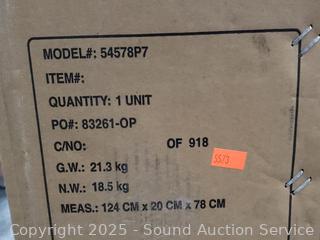 MODEL#: 54578P7
ITEM#:
QUANTITY: 1 UNIT
PO#: 83261-OP
C/NO: OF 918
5573
G.W.: 21.3 kg
N.W.: 18.5 kg
MEAS.: 124 CM x 20 CM x 78 CM
Copyright © 2025 - Sound Auction Service